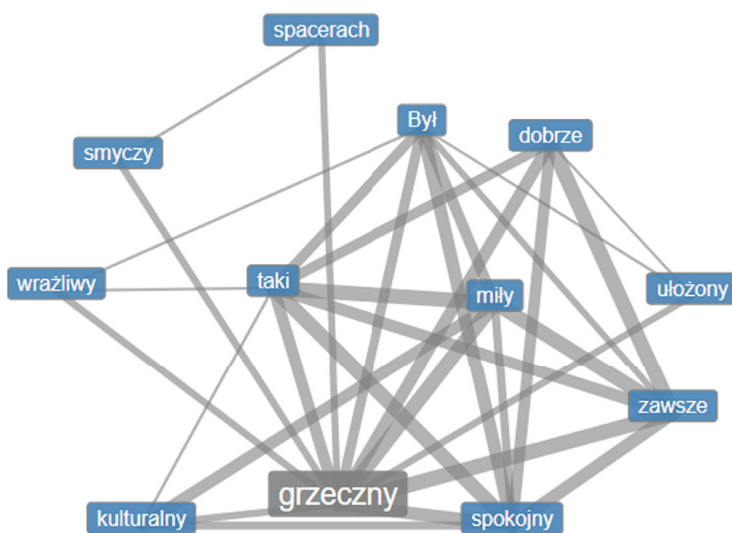 spacerach
Był
dobrze
smyczy
wrażliwy
taki
miły
ułożony
zawsze
grzeczny
kulturalny
spokojny